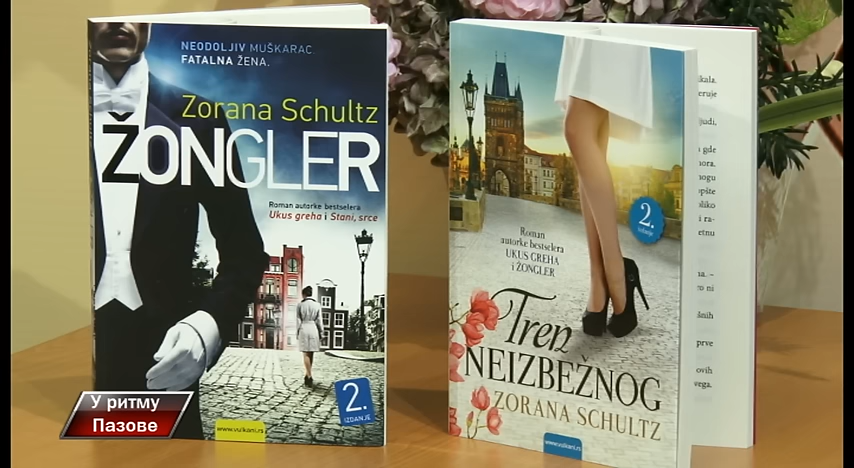 NEODOLJIV MUŠKARAC.
FATALNA ŽENA.
Zorana Schultz
ŽONGLER
Roman autorke bestselera
Ukus greha i Stani, srce
2.
IZDANJE
www.vulkani.rs
2.
izdanje
Roman
autorke bestselera
UKUS GREHA
i ŽONGLER
Tren
NEIZBEŽNOG
ZORANA SCHULTZ
www.vulkani.rs
У ритму
Пазове